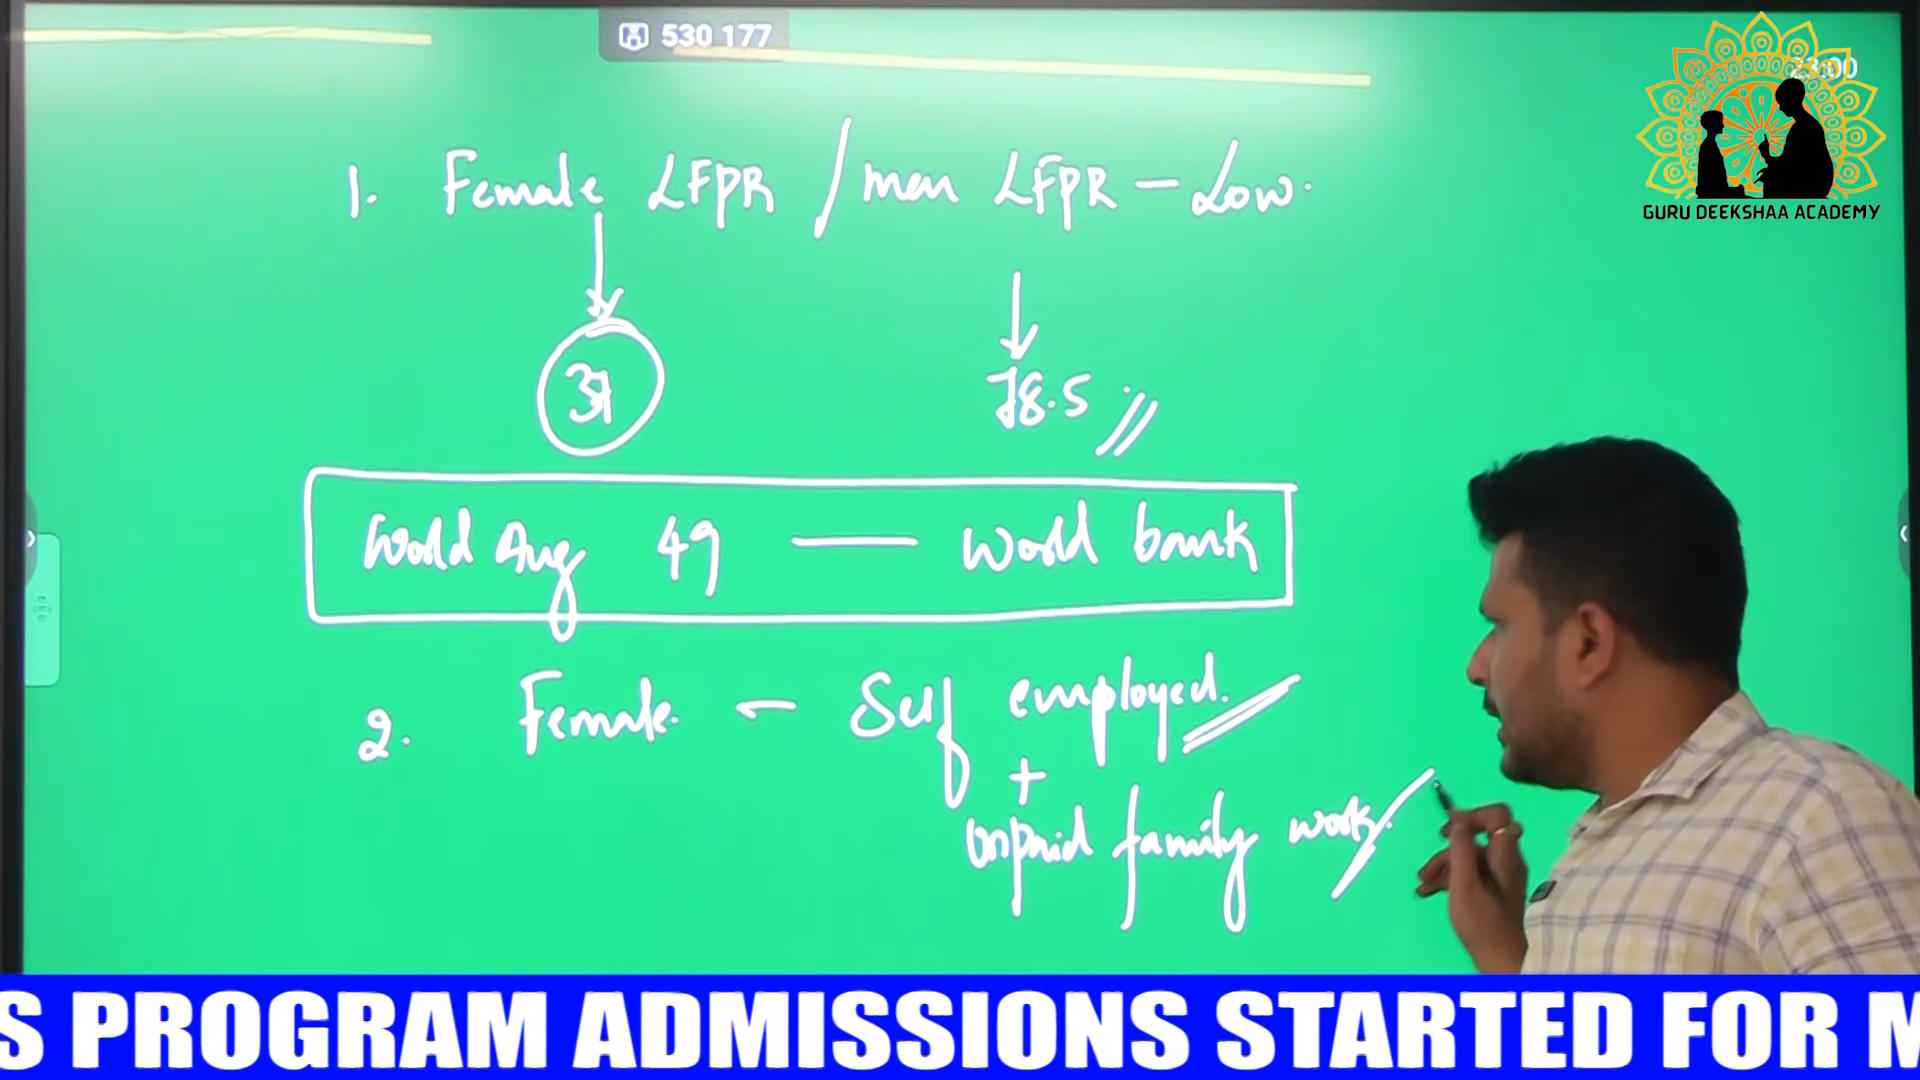 530 177
GURU DEEKSHAA ACADEMY
1. Female LFPR / men LFPR - Low.
78.5
World Avg 49 — World bank
2. Female - Self employed.
+
unpaid family work
S PROGRAM ADMISSIONS STARTED FOR M